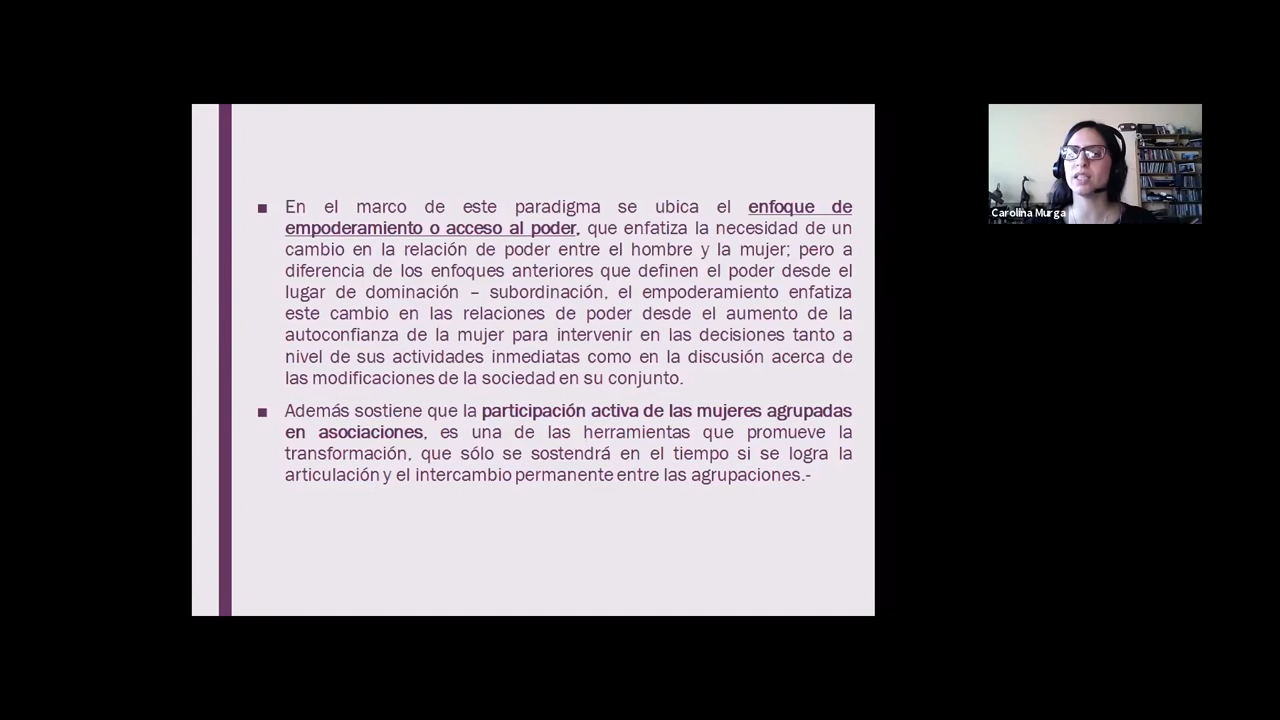 En el marco de este paradigma se ubica el enfoque de
empoderamiento o acceso al poder, que enfatiza la necesidad de un
cambio en la relación de poder entre el hombre y la mujer; pero a
diferencia de los enfoques anteriores que definen el poder desde el
lugar de dominación – subordinación, el empoderamiento enfatiza
este cambio en las relaciones de poder desde el aumento de la
autoconfianza de la mujer para intervenir en las decisiones tanto a
nivel de sus actividades inmediatas como en la discusión acerca de
las modificaciones de la sociedad en su conjunto.
Además sostiene que la participación activa de las mujeres agrupadas
en asociaciones, es una de las herramientas que promueve la
transformación, que sólo se sostendrá en el tiempo si se logra la
articulación y el intercambio permanente entre las agrupaciones.-
Carolina Murga